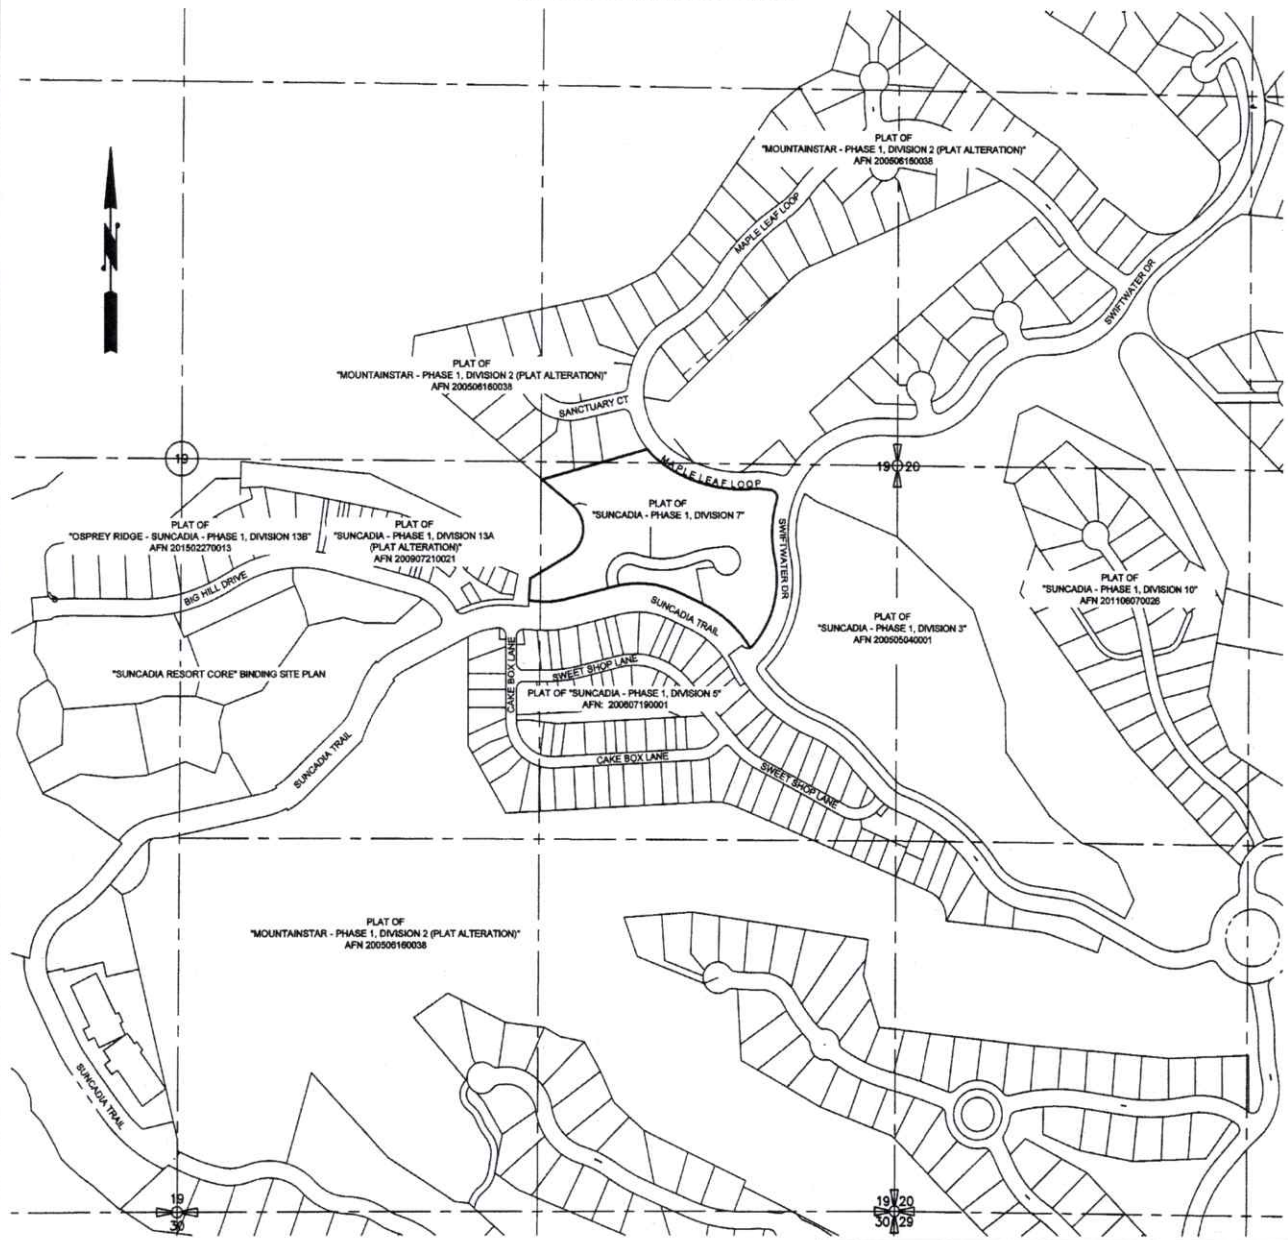 PLAT OF
"MOUNTAINSTAR - PHASE 1, DIVISION 2 (PLAT ALTERATION)"
AFN 200506160038
MAPLE LEAF LOOP
SWIFTWATER DR
N
PLAT OF
"MOUNTAINSTAR - PHASE 1, DIVISION 2 (PLAT ALTERATION)"
AFN 200506160038
SANCTUARY CT
19
MAPLE LEAF LOOP
19 20
PLAT OF
"SUNCADIA - PHASE 1, DIVISION 7"
PLAT OF
"OSPREY RIDGE - SUNCADIA - PHASE 1, DIVISION 13B"
AFN 201502270013
PLAT OF
"SUNCADIA - PHASE 1, DIVISION 13A
(PLAT ALTERATION)"
AFN 200907210021
SWIFTWATER DR
BIG HILL DRIVE
SUNCADIA TRAIL
PLAT OF
"SUNCADIA - PHASE 1, DIVISION 10"
AFN 201106070026
PLAT OF
"SUNCADIA - PHASE 1, DIVISION 3"
AFN 200505040001
"SUNCADIA RESORT CORE" BINDING SITE PLAN
CAKE BOX LANE
SWEET SHOP LANE
PLAT OF "SUNCADIA - PHASE 1, DIVISION 5"
AFN: 200607190001
SUNCADIA TRAIL
CAKE BOX LANE
SWEET SHOP LANE
PLAT OF
"MOUNTAINSTAR - PHASE 1, DIVISION 2 (PLAT ALTERATION)"
AFN 200506160038
SUNCADIA TRAIL
19
30
19 20
30 29